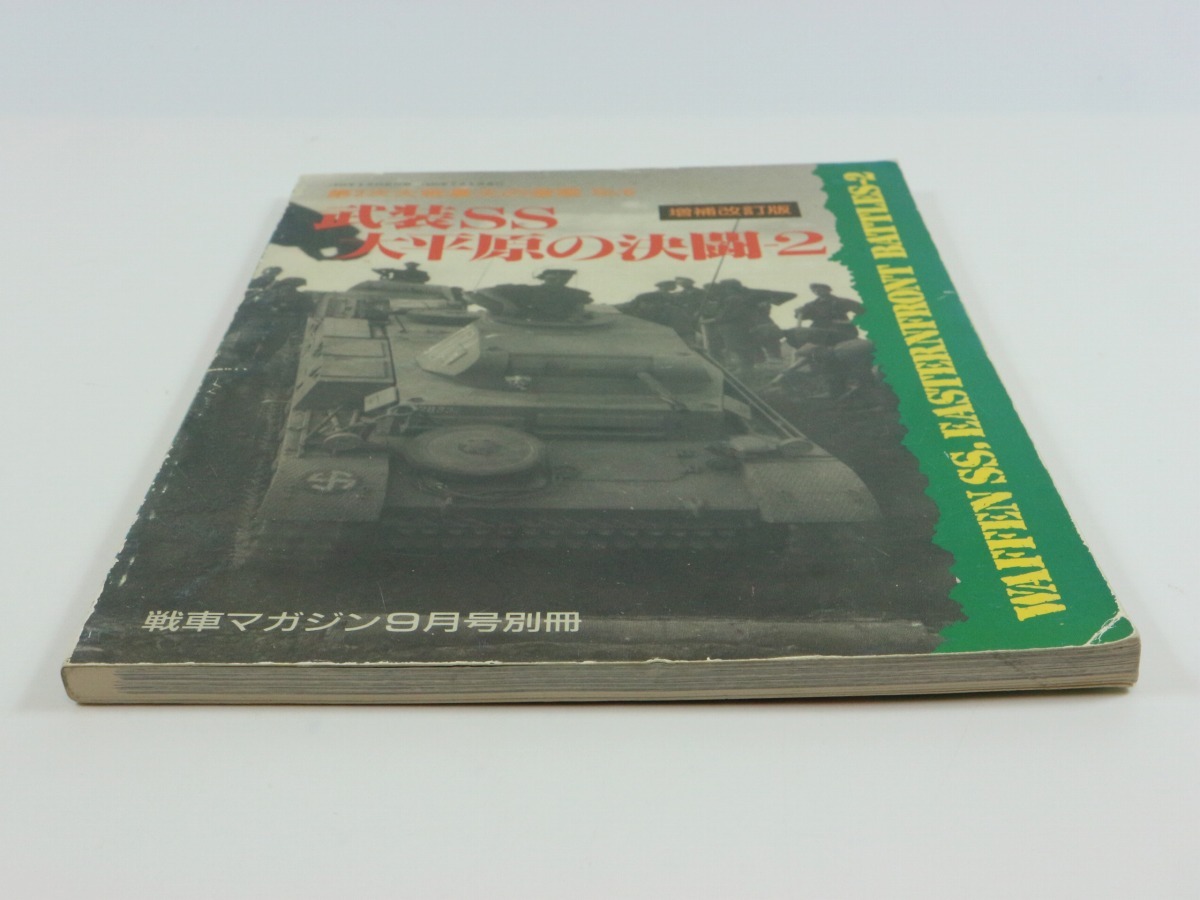 武装SS
増補改訂版
大平原の決闘-2
WAFFEN SS, EASTERNFRONT BATTLES-2
戦車マガジン9月号別冊